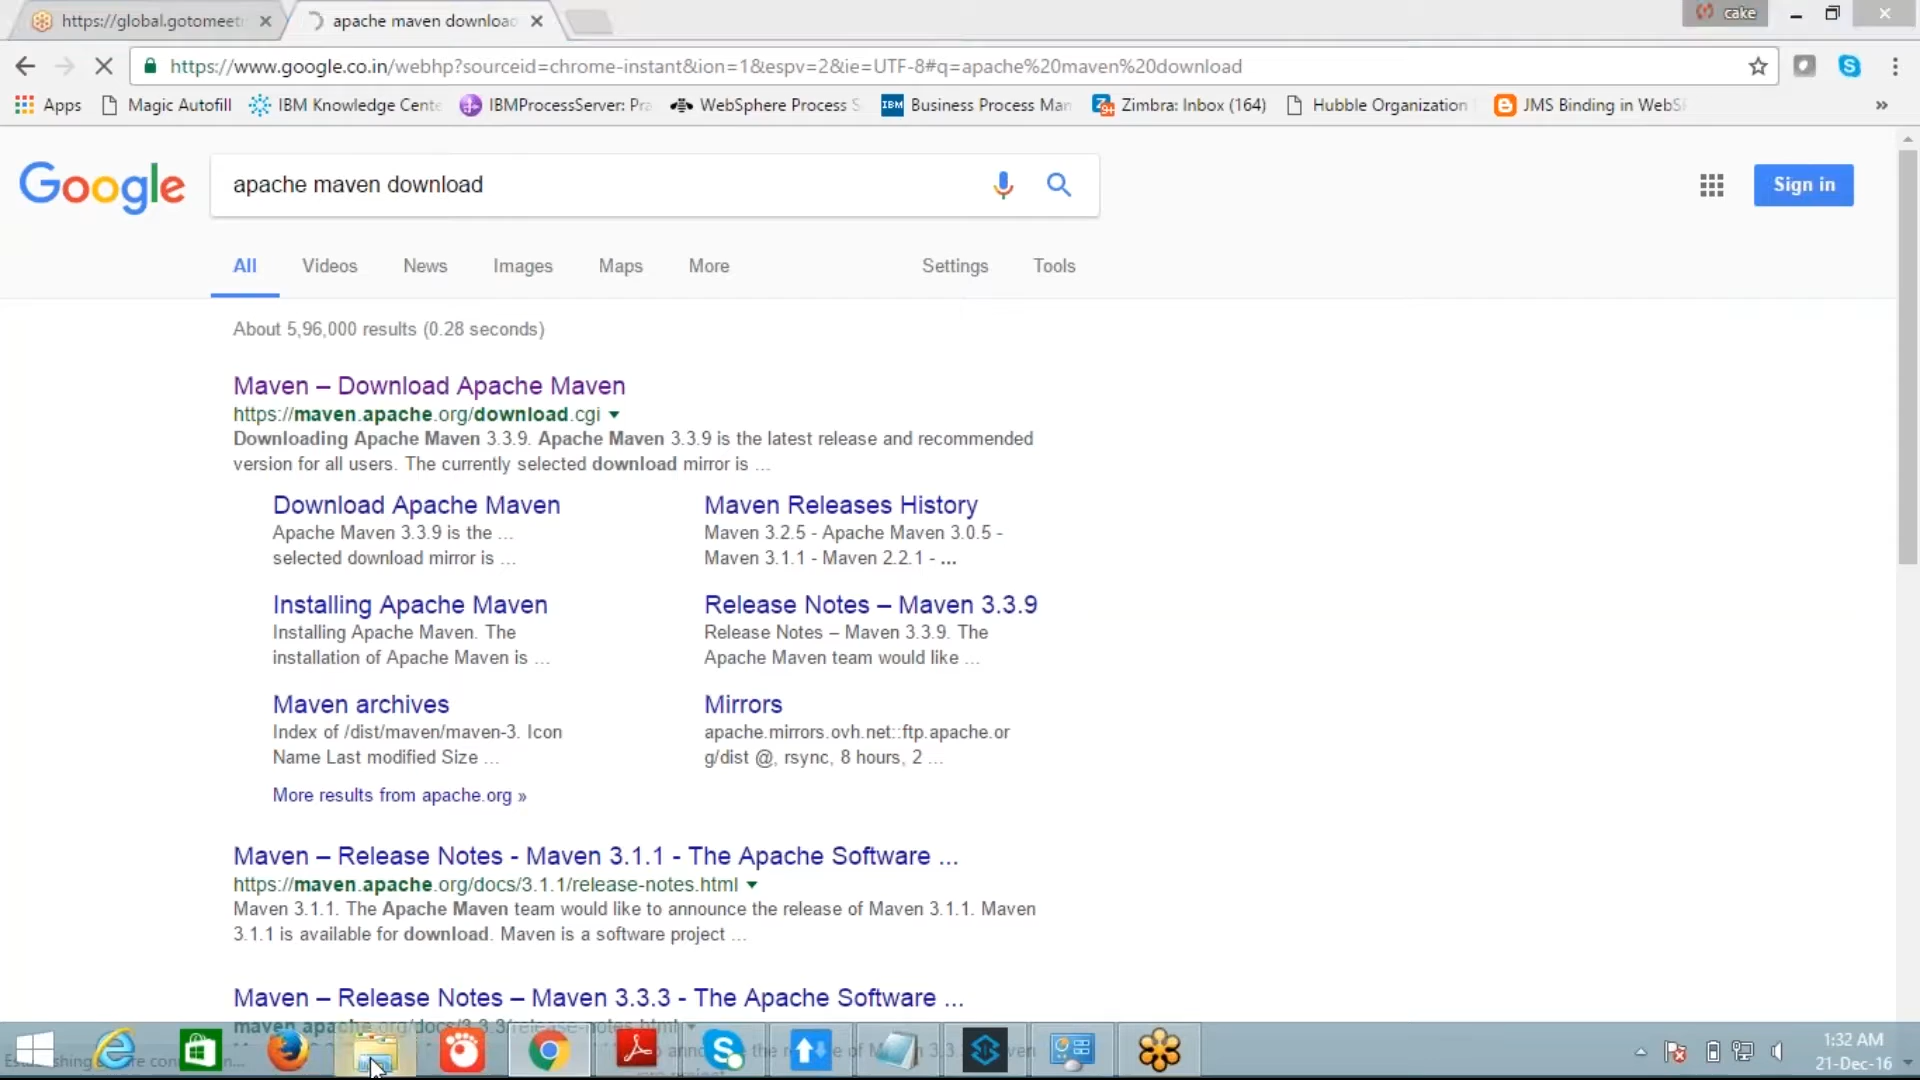 https://global.gotomeeti
apache maven download
cake
https://www.google.co.in/webhp?sourceid=chrome-instant&ion=1&espv=2&ie=UTF-8#q=apache%20maven%20download
Apps Magic Autofill IBM Knowledge Cente IBMProcessServer: Pra WebSphere Process S IBM Business Process Man Zimbra: Inbox (164) Hubble Organization JMS Binding in WebS »
Google
apache maven download
Sign in
All Videos News Images Maps More Settings Tools
About 5,96,000 results (0.28 seconds)
Maven – Download Apache Maven
https://maven.apache.org/download.cgi
Downloading Apache Maven 3.3.9. Apache Maven 3.3.9 is the latest release and recommended
version for all users. The currently selected download mirror is ...
Download Apache Maven
Apache Maven 3.3.9 is the ...
selected download mirror is ...
Maven Releases History
Maven 3.2.5 - Apache Maven 3.0.5 -
Maven 3.1.1 - Maven 2.2.1 - ...
Installing Apache Maven
Installing Apache Maven. The
installation of Apache Maven is ...
Release Notes – Maven 3.3.9
Release Notes – Maven 3.3.9. The
Apache Maven team would like ...
Maven archives
Index of /dist/maven/maven-3. Icon
Name Last modified Size ...
Mirrors
apache.mirrors.ovh.net::ftp.apache.or
g/dist @, rsync, 8 hours, 2 ...
More results from apache.org »
Maven – Release Notes - Maven 3.1.1 - The Apache Software ...
https://maven.apache.org/docs/3.1.1/release-notes.html
Maven 3.1.1. The Apache Maven team would like to announce the release of Maven 3.1.1. Maven
3.1.1 is available for download. Maven is a software project ...
Maven – Release Notes – Maven 3.3.3 - The Apache Software ...
maven.apache.org/docs/3.3.3/release-notes.html
1:32 AM
21-Dec-16